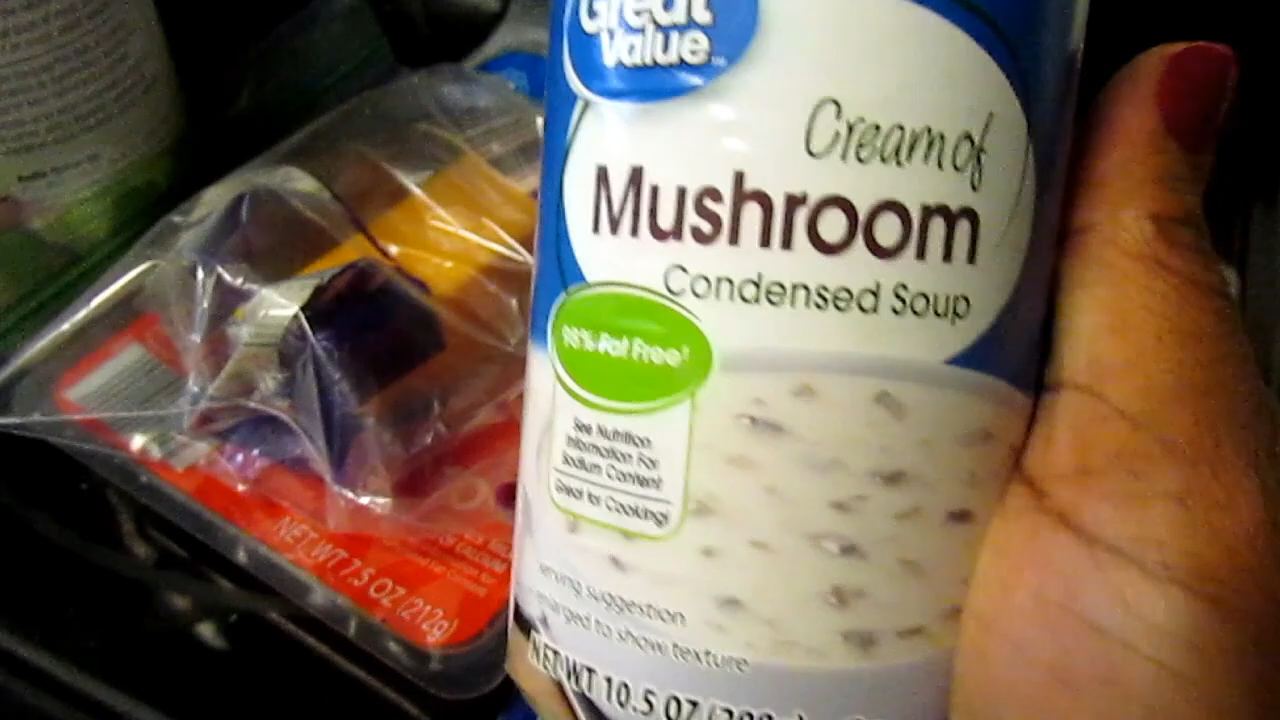 Great
Value
Cream of
Mushroom
Condensed Soup
98% Fat Free†
See Nutrition
Information For
Sodium Content
Great for Cooking!
serving suggestion
enlarged to show texture
NET WT 10.5 OZ
NET WT 7.5 OZ (212g)